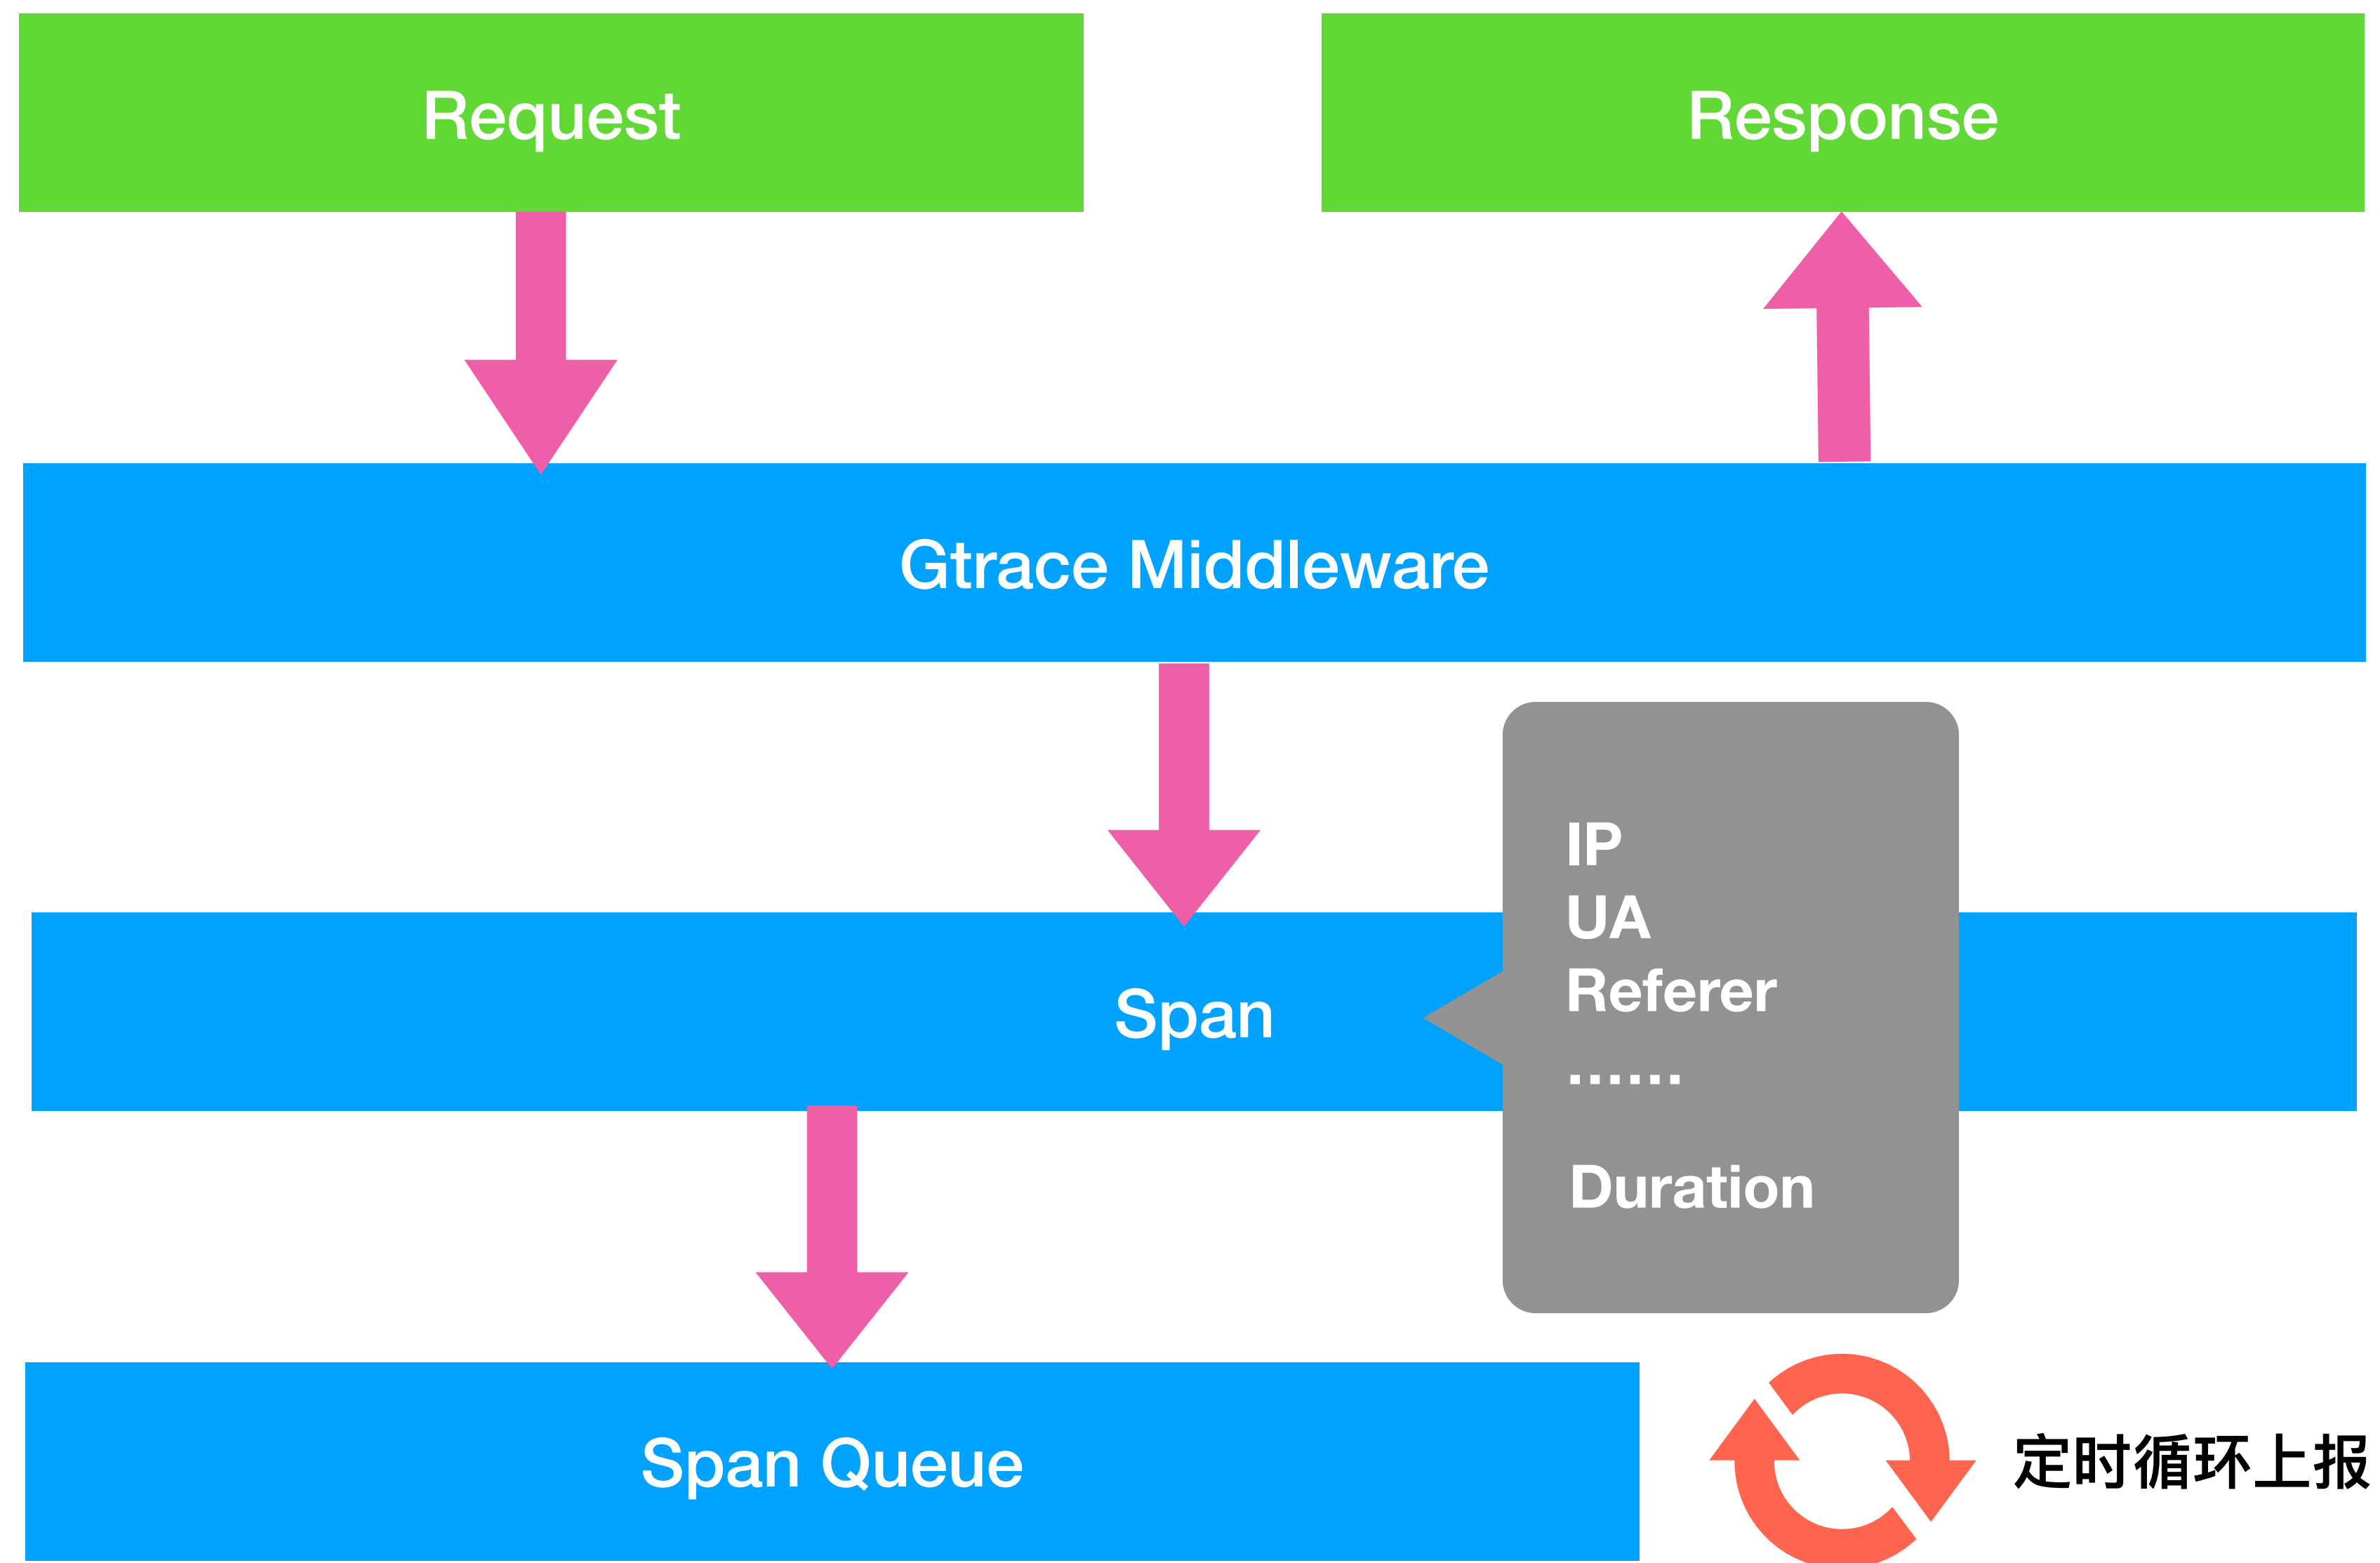 Request
Response
Gtrace Middleware
Span
IP
UA
Referer
......
Duration
Span Queue
定时循环上报